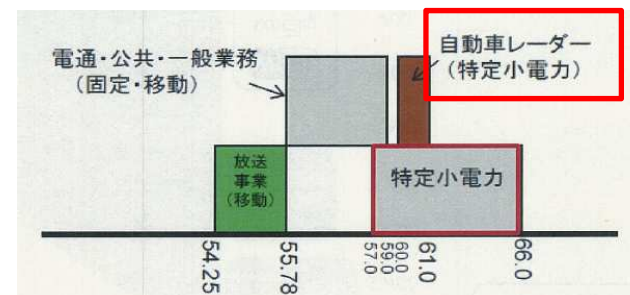 電通・公共・一般業務
(固定・移動)
自動車レーダー
(特定小電力)
放送
事業
(移動)
特定小電力
54.25
55.78
57.0
59.0
60.0
61.0
66.0